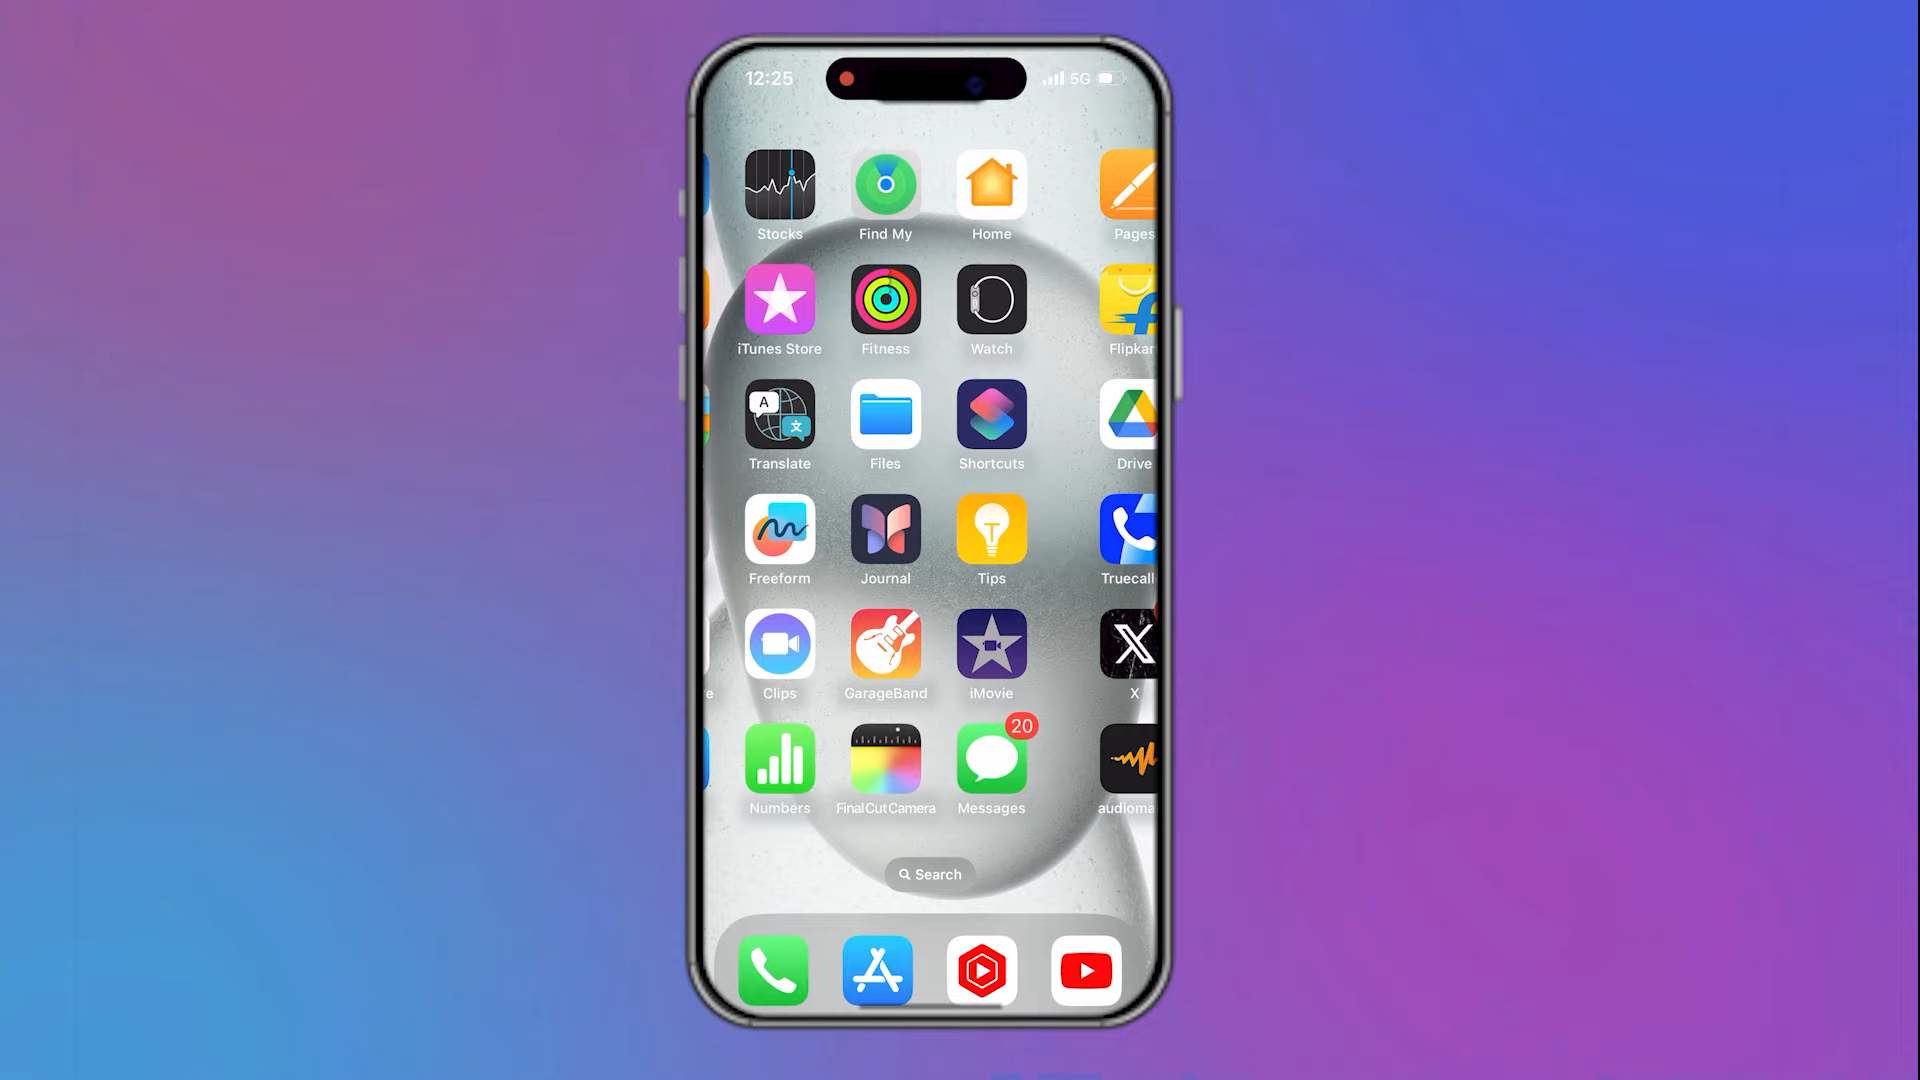 12:25 5G
Stocks Find My Home Pages
iTunes Store Fitness Watch Flipkar
A 文
Translate Files Shortcuts Drive
T
Freeform Journal Tips Truecall
X
e Clips GarageBand iMovie X
20
Numbers FinalCutCamera Messages audioma
Search